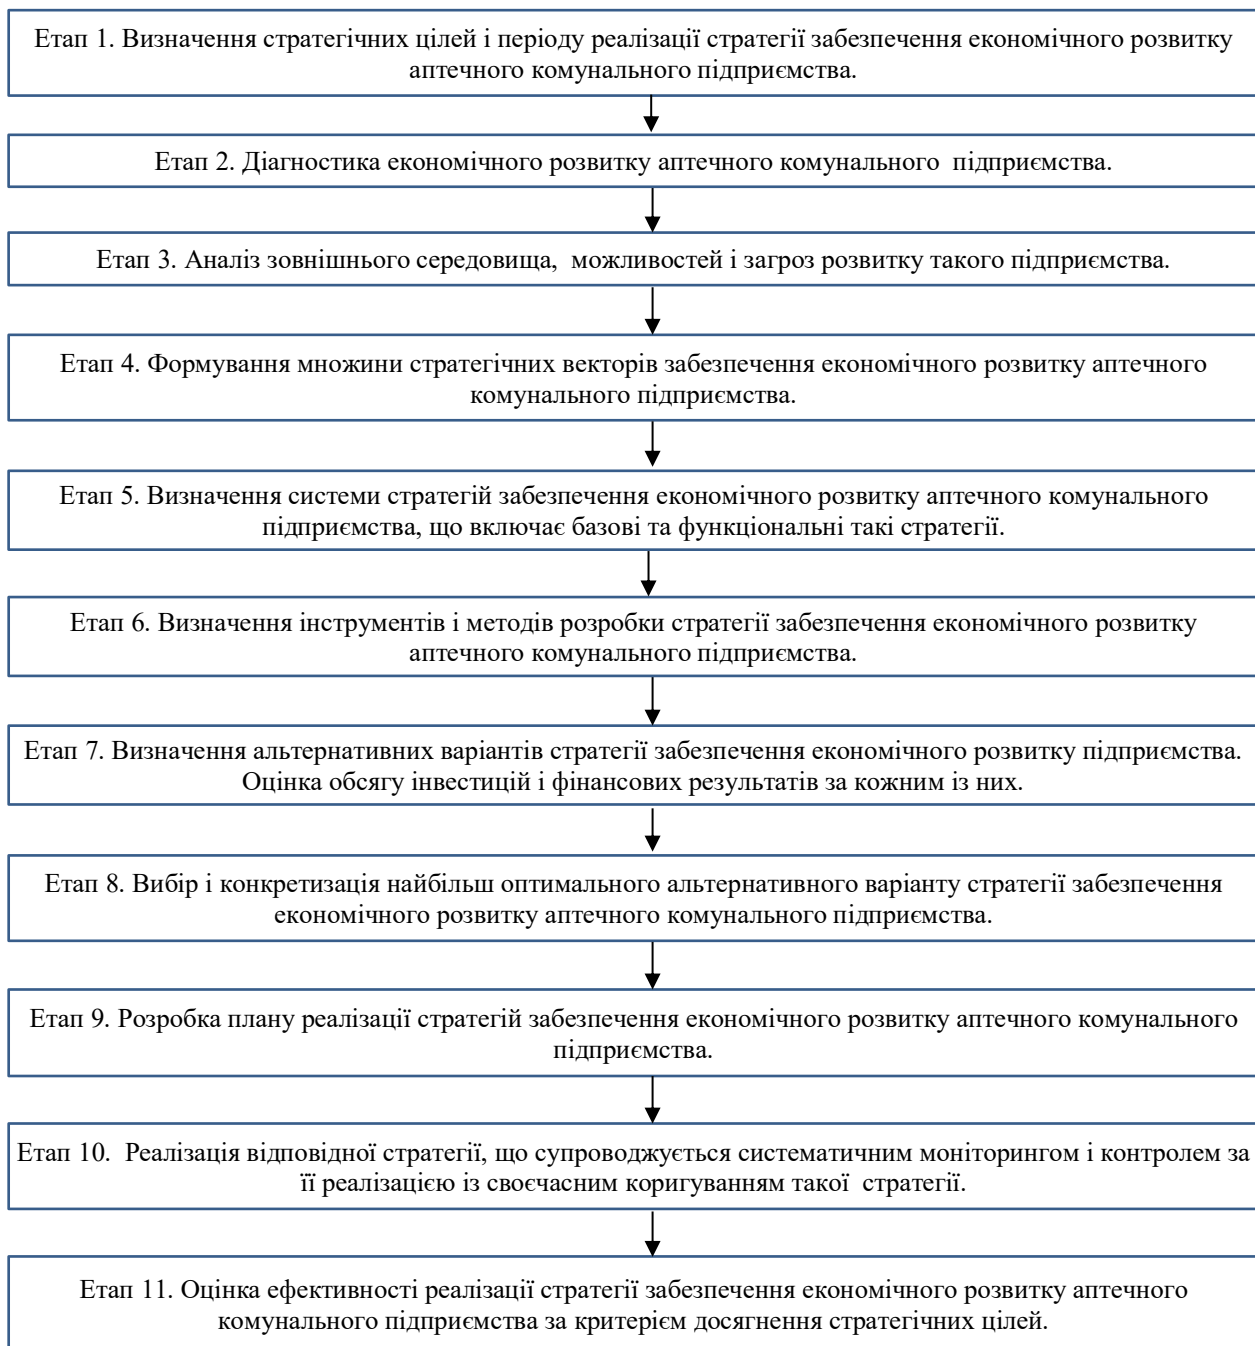 Етап 1. Визначення стратегічних цілей і періоду реалізації стратегії забезпечення економічного розвитку
аптечного комунального підприємства.
Етап 2. Діагностика економічного розвитку аптечного комунального  підприємства.
Етап 3. Аналіз зовнішнього середовища,  можливостей і загроз розвитку такого підприємства.
Етап 4. Формування множини стратегічних векторів забезпечення економічного розвитку аптечного
комунального підприємства.
Етап 5. Визначення системи стратегій забезпечення економічного розвитку аптечного комунального
підприємства, що включає базові та функціональні такі стратегії.
Етап 6. Визначення інструментів і методів розробки стратегії забезпечення економічного розвитку
аптечного комунального підприємства.
Етап 7. Визначення альтернативних варіантів стратегії забезпечення економічного розвитку підприємства.
Оцінка обсягу інвестицій і фінансових результатів за кожним із них.
Етап 8. Вибір і конкретизація найбільш оптимального альтернативного варіанту стратегії забезпечення
економічного розвитку аптечного комунального підприємства.
Етап 9. Розробка плану реалізації стратегій забезпечення економічного розвитку аптечного комунального
підприємства.
Етап 10.  Реалізація відповідної стратегії, що супроводжується систематичним моніторингом і контролем за
її реалізацією із своєчасним коригуванням такої  стратегії.
Етап 11. Оцінка ефективності реалізації стратегії забезпечення економічного розвитку аптечного
комунального підприємства за критерієм досягнення стратегічних цілей.